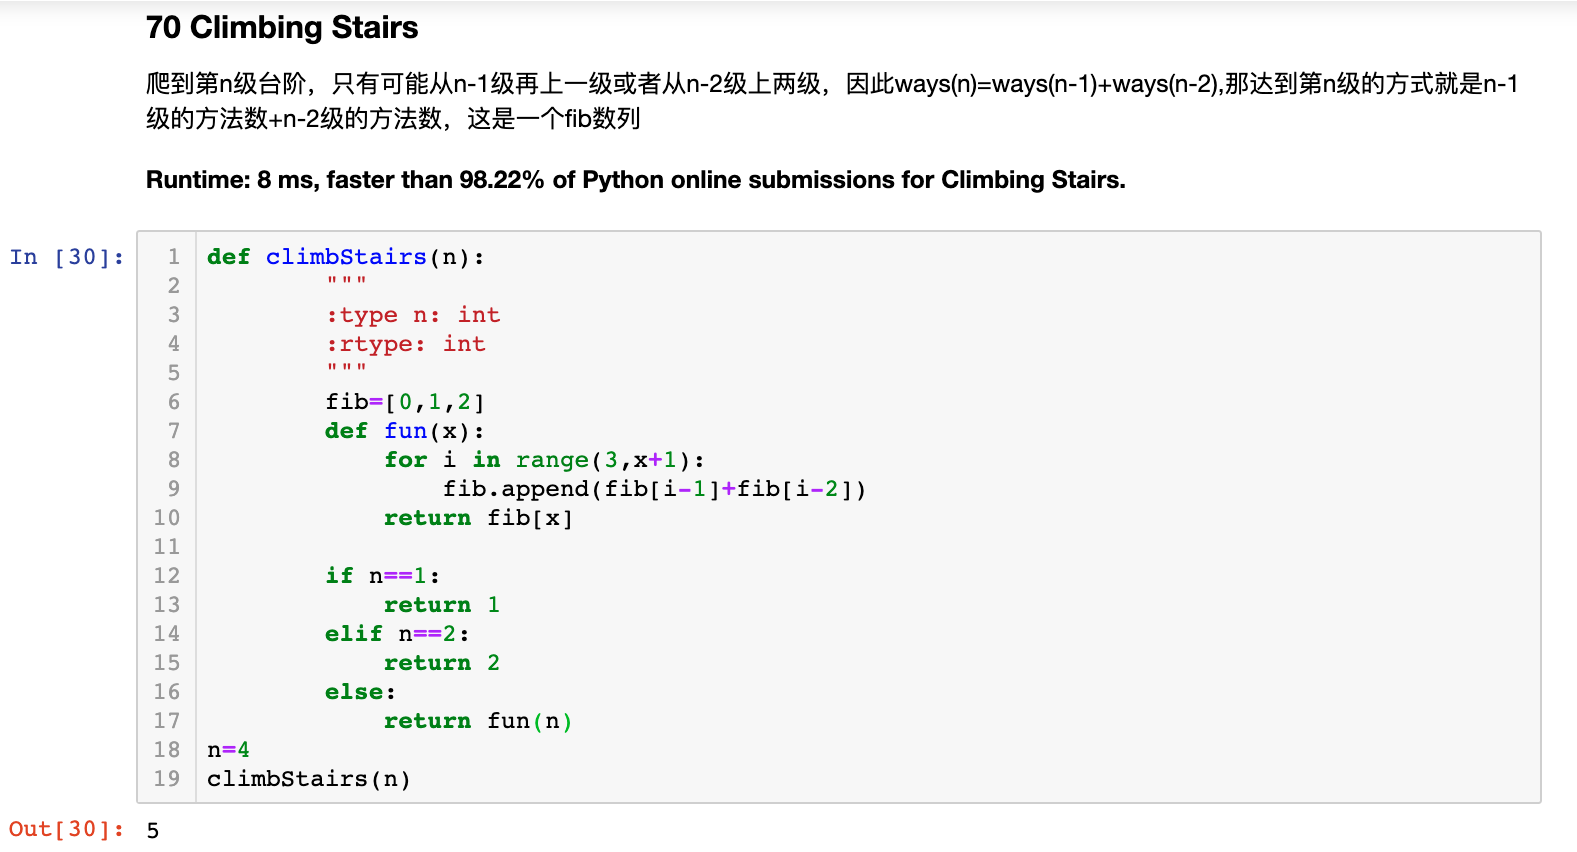 70 Climbing Stairs
爬到第n级台阶，只有可能从n-1级再上一级或者从n-2级上两级，因此ways(n)=ways(n-1)+ways(n-2),那达到第n级的方式就是n-1
级的方法数+n-2级的方法数，这是一个fib数列
Runtime: 8 ms, faster than 98.22% of Python online submissions for Climbing Stairs.
In [30]:
1 def climbStairs(n):
2         """
3         :type n: int
4         :rtype: int
5         """
6         fib=[0,1,2]
7         def fun(x):
8             for i in range(3,x+1):
9                 fib.append(fib[i-1]+fib[i-2])
10             return fib[x]
11
12         if n==1:
13             return 1
14         elif n==2:
15             return 2
16         else:
17             return fun(n)
18 n=4
19 climbStairs(n)
Out[30]: 5